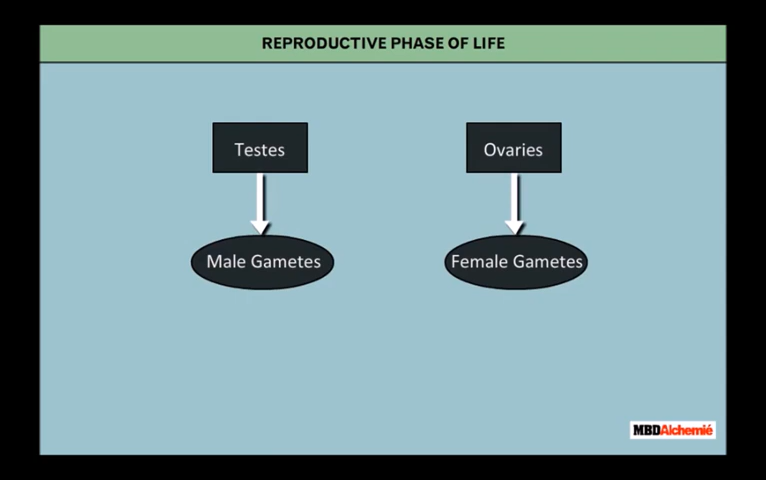 REPRODUCTIVE PHASE OF LIFE
Testes
Ovaries
Male Gametes
Female Gametes
MBDAlchemié